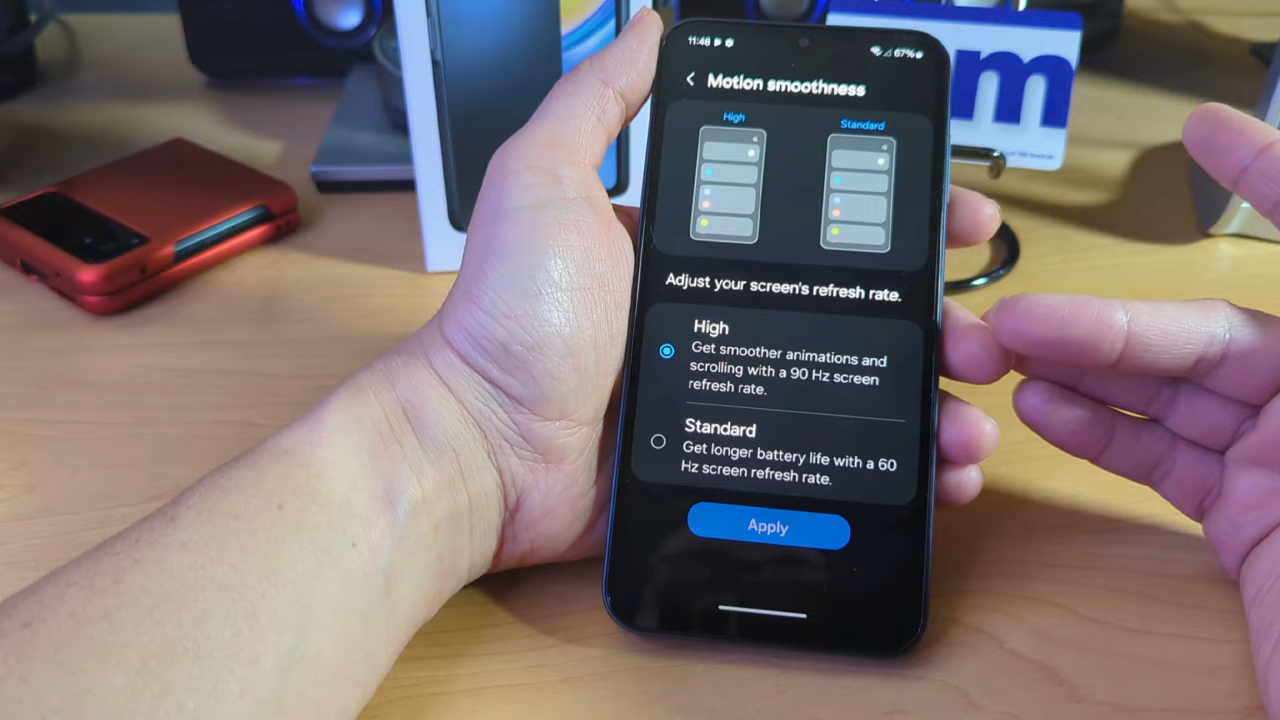 11:48
67%
Motion smoothness
High
Standard
Adjust your screen's refresh rate.
High
Get smoother animations and
scrolling with a 90 Hz screen
refresh rate.
Standard
Get longer battery life with a 60
Hz screen refresh rate.
Apply
m